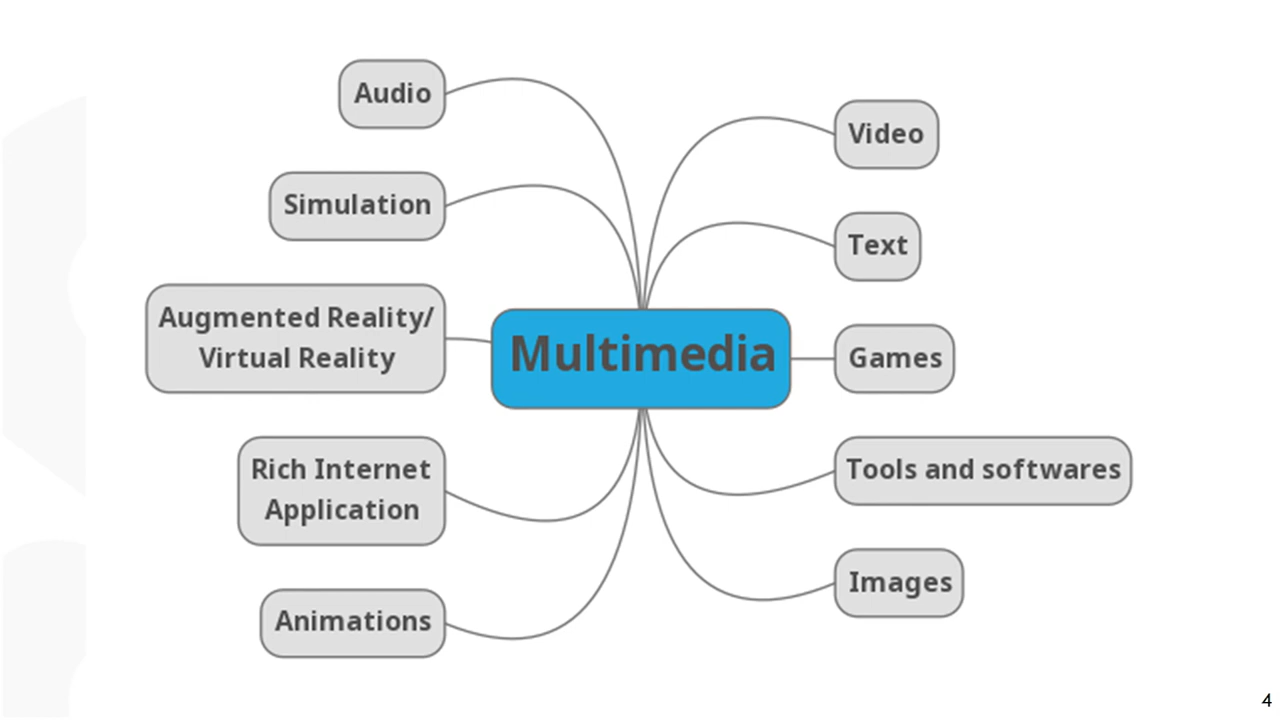 Audio
Simulation
Augmented Reality/
Virtual Reality
Rich Internet
Application
Animations
Multimedia
Video
Text
Games
Tools and softwares
Images
4